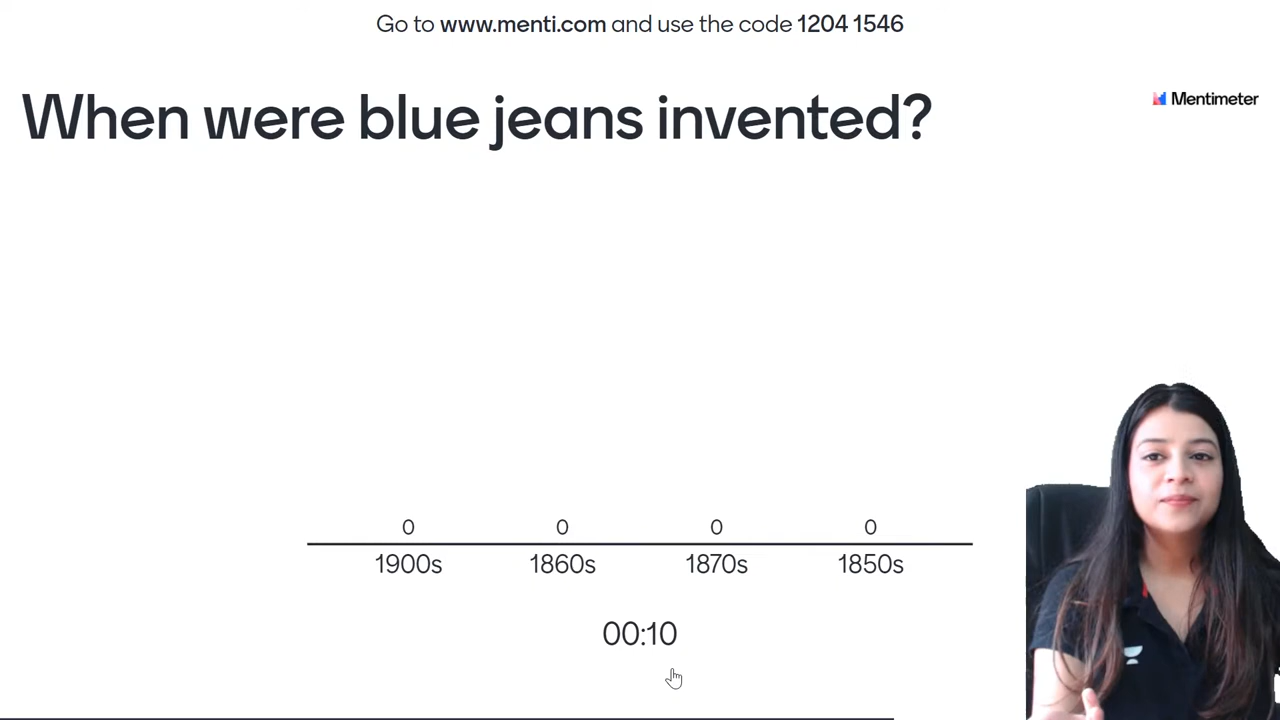 Go to www.menti.com and use the code 1204 1546
When were blue jeans invented?
Mentimeter
0 0 0 0
1900s 1860s 1870s 1850s
00:10